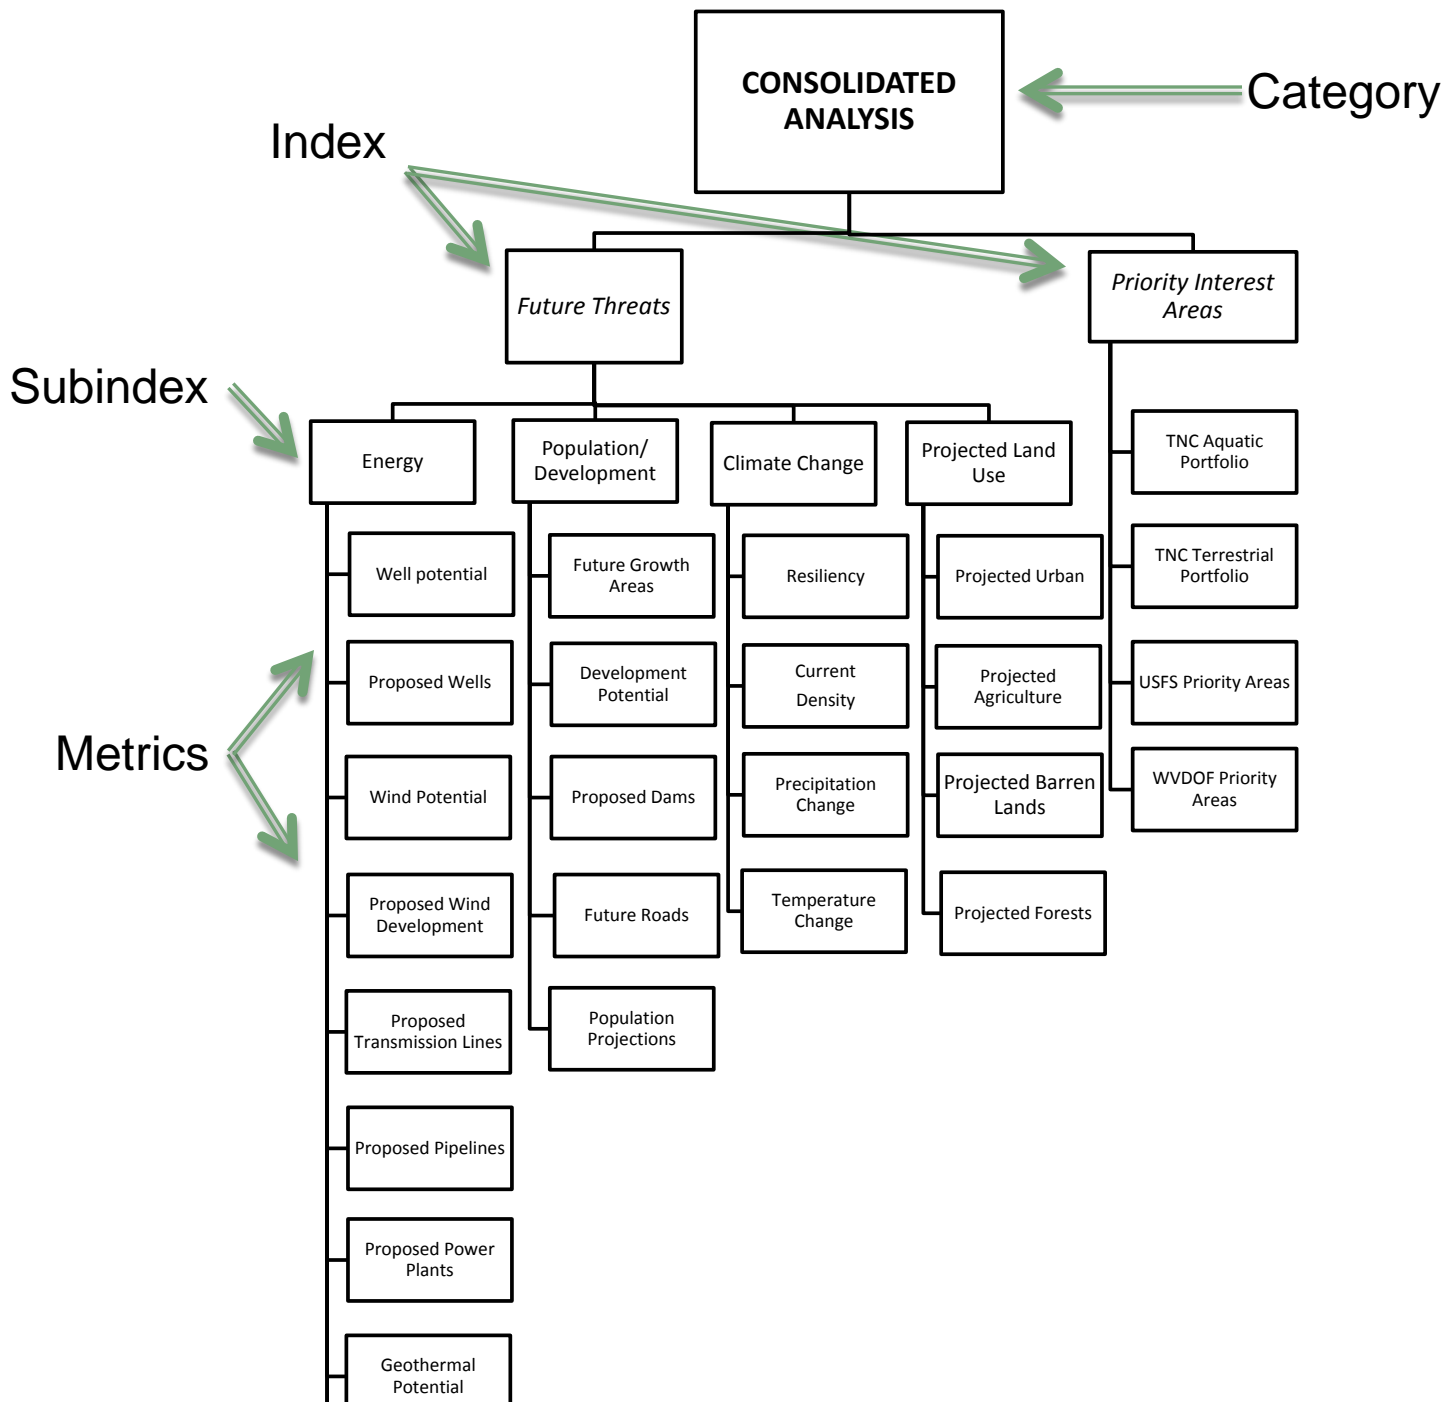 CONSOLIDATED
ANALYSIS
Category
Index
Future Threats
Priority Interest
Areas
Subindex
Energy
Population/
Development
Climate Change
Projected Land
Use
TNC Aquatic
Portfolio
TNC Terrestrial
Portfolio
USFS Priority Areas
WVDOF Priority
Areas
Metrics
Well potential
Proposed Wells
Wind Potential
Proposed Wind
Development
Proposed
Transmission Lines
Proposed Pipelines
Proposed Power
Plants
Geothermal
Potential
Future Growth
Areas
Development
Potential
Proposed Dams
Future Roads
Population
Projections
Resiliency
Current
Density
Precipitation
Change
Temperature
Change
Projected Urban
Projected
Agriculture
Projected Barren
Lands
Projected Forests